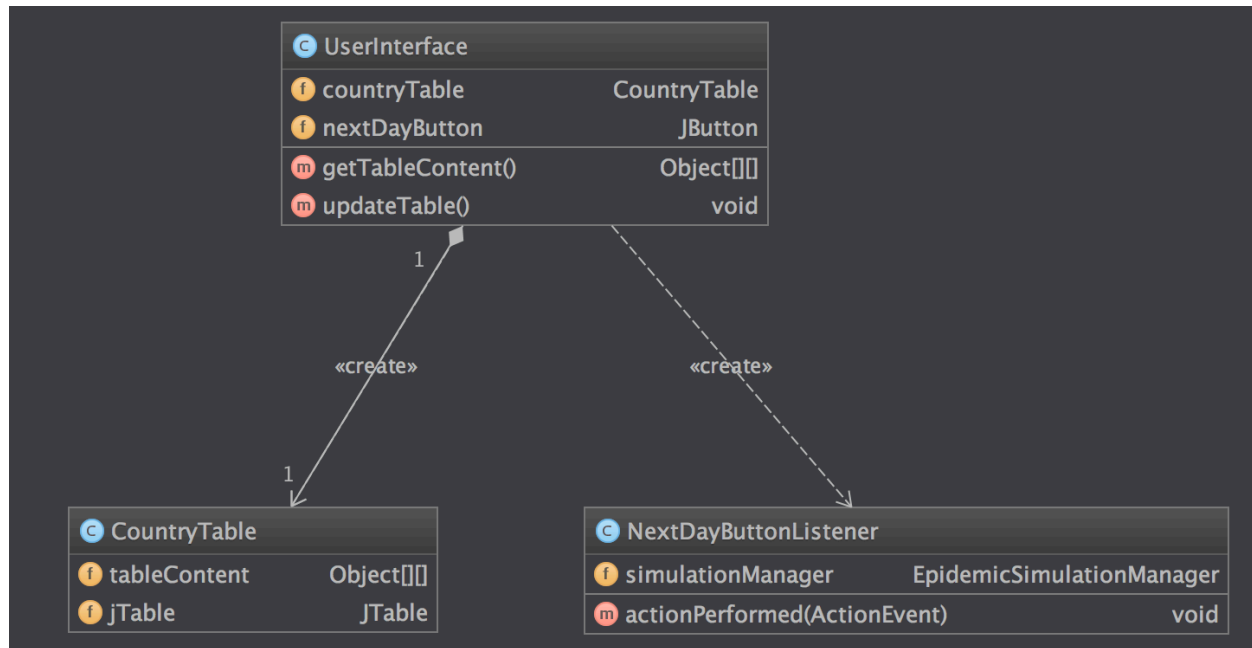 C UserInterface
f countryTable CountryTable
f nextDayButton JButton
m getTableContent() Object[][]
m updateTable() void
1
«create» «create»
1
C CountryTable
f tableContent Object[][]
f jTable JTable
C NextDayButtonListener
f simulationManager EpidemicSimulationManager
m actionPerformed(ActionEvent) void